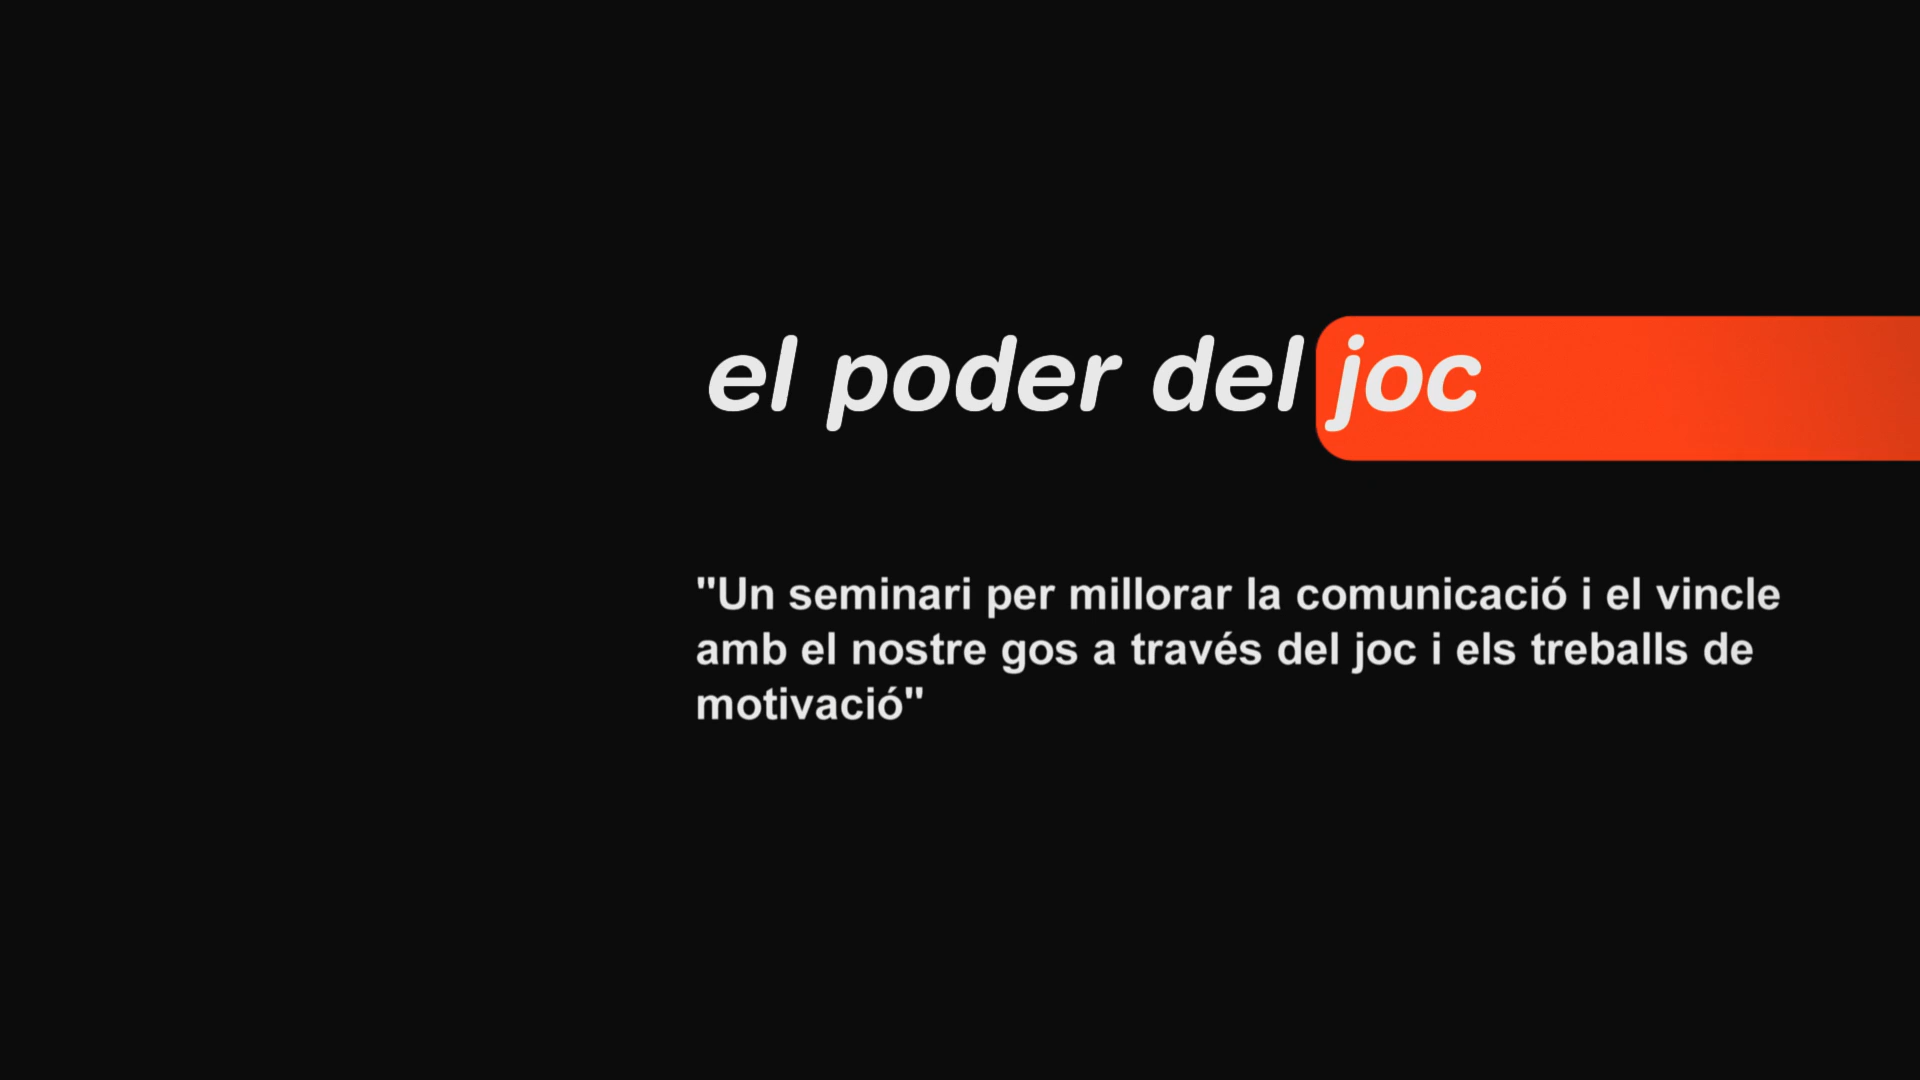 el poder del joc
"Un seminari per millorar la comunicació i el vincle
amb el nostre gos a través del joc i els treballs de
motivació"